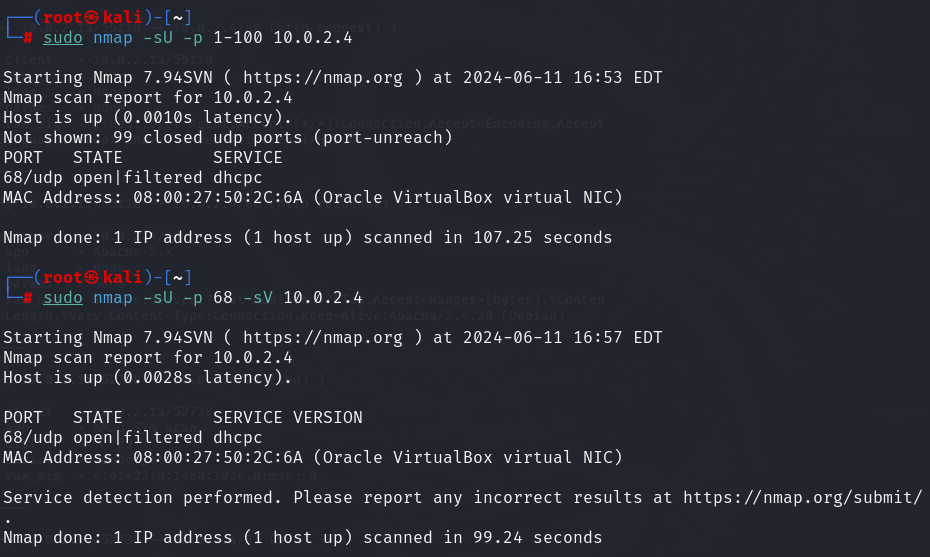 ┌──(root㉿kali)-[~]
└─# sudo nmap -sU -p 1-100 10.0.2.4
Starting Nmap 7.94SVN ( https://nmap.org ) at 2024-06-11 16:53 EDT
Nmap scan report for 10.0.2.4
Host is up (0.0010s latency).
Not shown: 99 closed udp ports (port-unreach)
PORT   STATE         SERVICE
68/udp open|filtered dhcpc
MAC Address: 08:00:27:50:2C:6A (Oracle VirtualBox virtual NIC)
Nmap done: 1 IP address (1 host up) scanned in 107.25 seconds
┌──(root㉿kali)-[~]
└─# sudo nmap -sU -p 68 -sV 10.0.2.4
Starting Nmap 7.94SVN ( https://nmap.org ) at 2024-06-11 16:57 EDT
Nmap scan report for 10.0.2.4
Host is up (0.0028s latency).
PORT   STATE         SERVICE VERSION
68/udp open|filtered dhcpc
MAC Address: 08:00:27:50:2C:6A (Oracle VirtualBox virtual NIC)
Service detection performed. Please report any incorrect results at https://nmap.org/submit/
.
Nmap done: 1 IP address (1 host up) scanned in 99.24 seconds